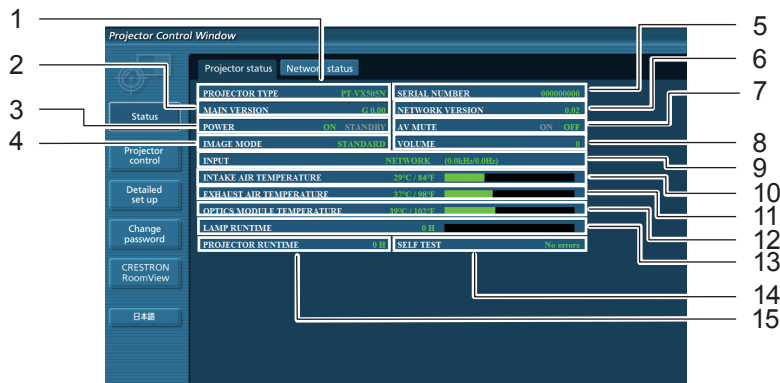 1
Projector Control Window
5
2
Projector status Network status
6
3
7
4
PROJECTOR TYPE PT-VX505N SERIAL NUMBER 000000000
MAIN VERSION G 0.00 NETWORK VERSION 0.02
Status
POWER ON STANDBY AV MUTE ON OFF
8
IMAGE MODE STANDARD VOLUME 0
Projector
control
INPUT NETWORK (0.0kHz/0.0Hz)
9
INTAKE AIR TEMPERATURE 29°C / 84°F
10
Detailed
set up
EXHAUST AIR TEMPERATURE 37°C / 98°F
11
OPTICS MODULE TEMPERATURE 39°C / 102°F
12
Change
password
LAMP RUNTIME 0 H
13
PROJECTOR RUNTIME 0 H SELF TEST No errors
CRESTRON
RoomView
14
15
日本語